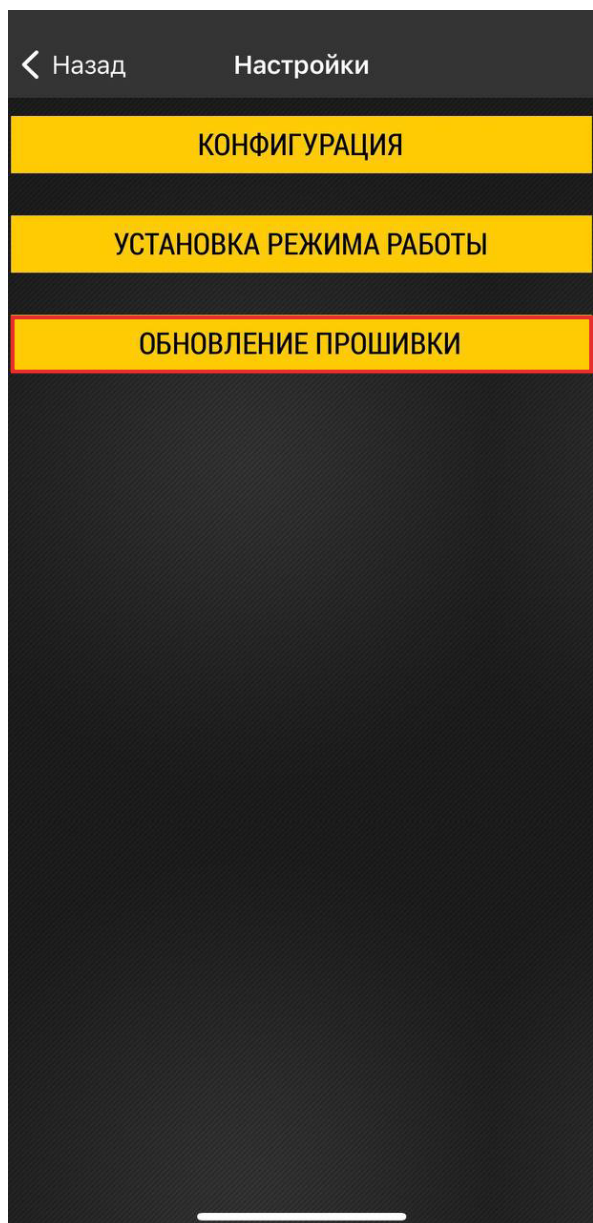 Назад Настройки
КОНФИГУРАЦИЯ
УСТАНОВКА РЕЖИМА РАБОТЫ
ОБНОВЛЕНИЕ ПРОШИВКИ